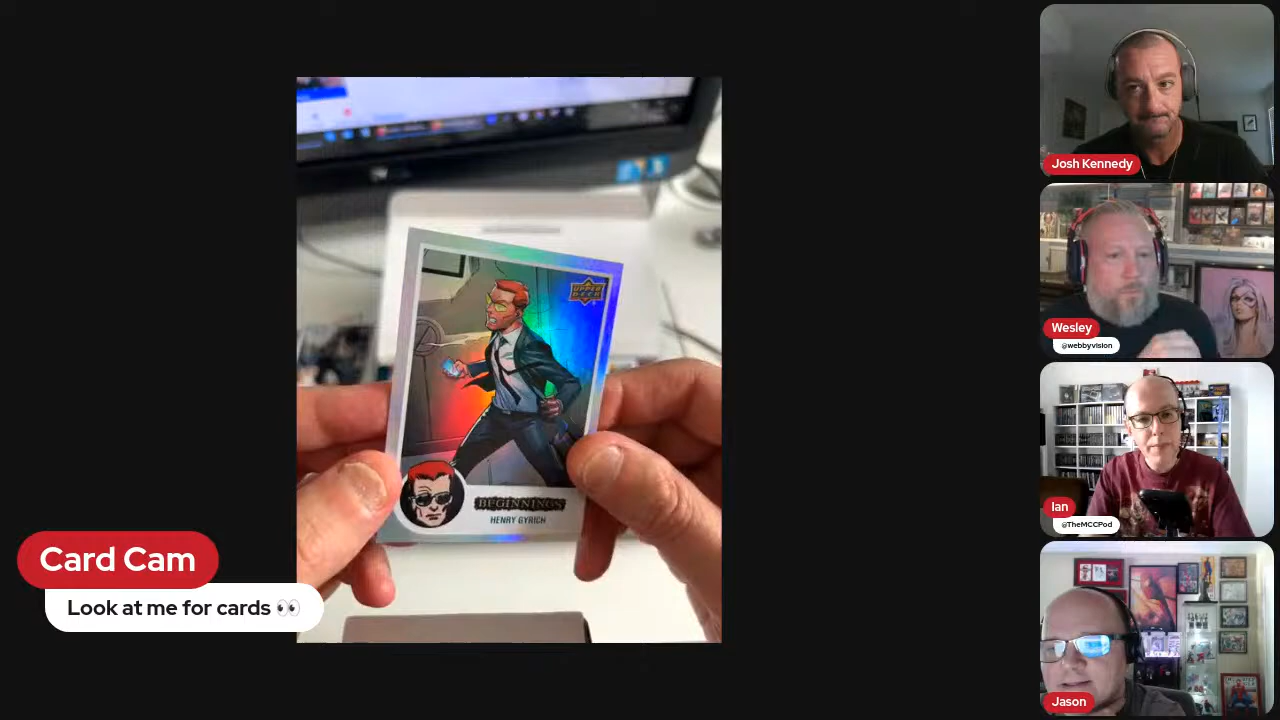 UPPER
DECK
BEGINNINGS
HENRY GYRICH
Card Cam
Look at me for cards 👀
Josh Kennedy
Wesley
@webbyvision
Ian
@TheMCCPod
Jason